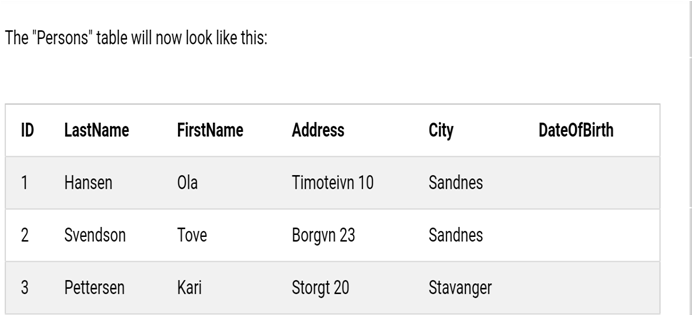 The "Persons" table will now look like this:
ID LastName FirstName Address City DateOfBirth
1 Hansen Ola Timoteivn 10 Sandnes
2 Svendson Tove Borgvn 23 Sandnes
3 Pettersen Kari Storgt 20 Stavanger